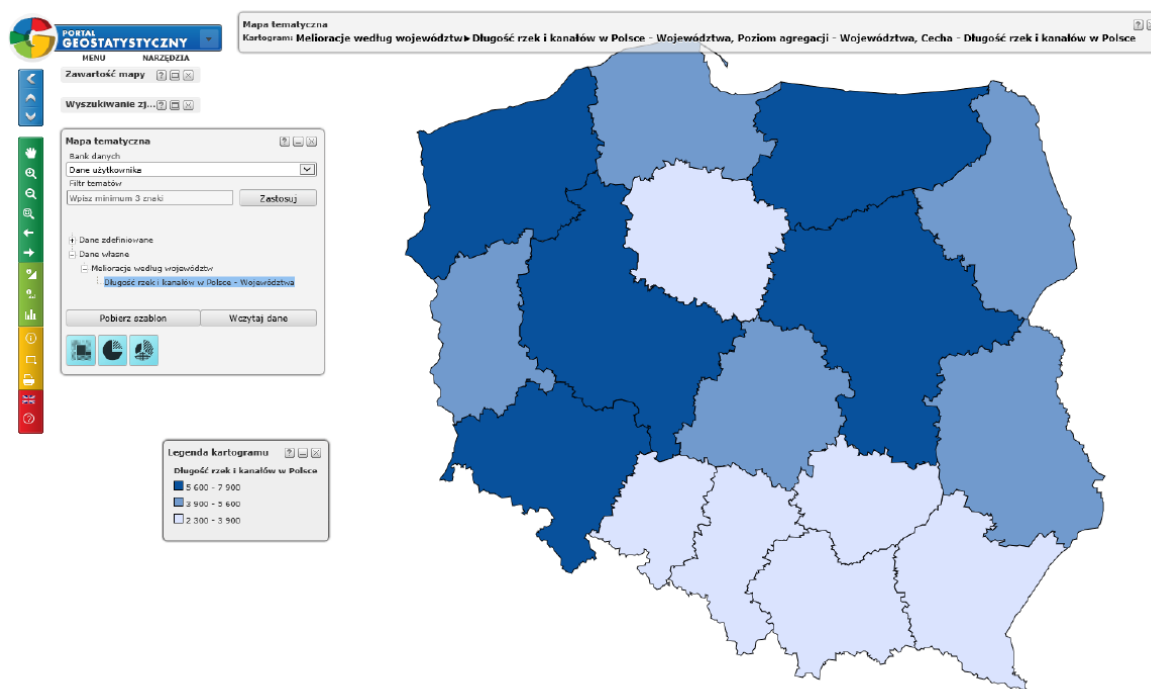 PORTAL
GEOSTATYSTYCZNY
MENU NARZĘDZIA
Mapa tematyczna
Kartogram: Melioracje według województw▸Długość rzek i kanałów w Polsce - Województwa, Poziom agregacji - Województwa, Cecha - Długość rzek i kanałów w Polsce
Zawartość mapy
Wyszukiwanie zj...
Mapa tematyczna
Bank danych
Dane użytkownika
Filtr tematów
Wpisz minimum 3 znaki Zastosuj
Dane zdefiniowane
Dane własne
Melioracje według województw
Długość rzek i kanałów w Polsce - Województwa
Pobierz szablon Wczytaj dane
Legenda kartogramu
Długość rzek i kanałów w Polsce
5 600 - 7 900
3 900 - 5 600
2 300 - 3 900